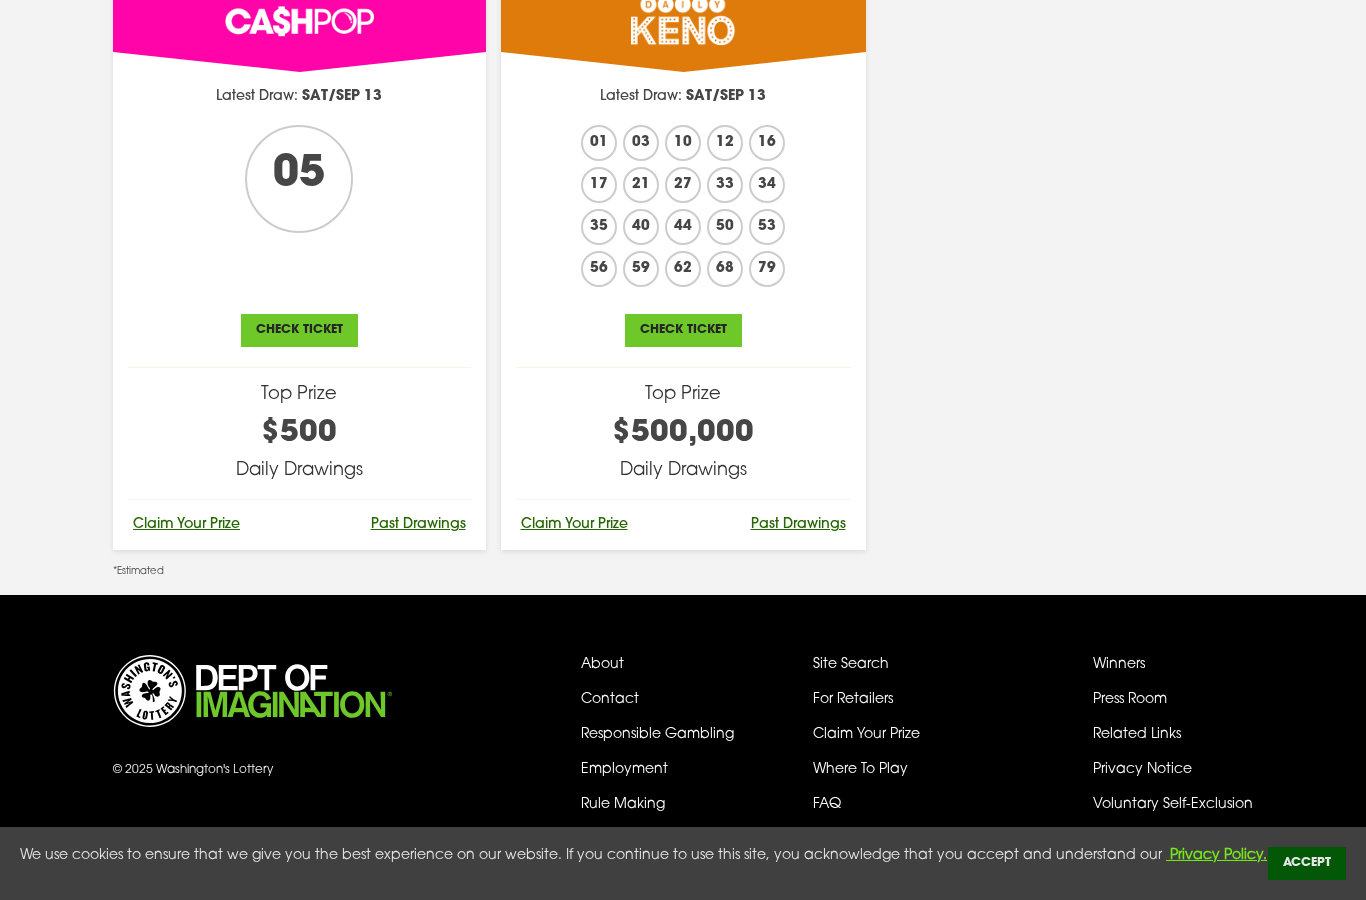 CA$HPOP
Latest Draw: SAT/SEP 13
05
CHECK TICKET
Top Prize
$500
Daily Drawings
Claim Your Prize
Past Drawings
DAILY
KENO
Latest Draw: SAT/SEP 13
01 03 10 12 16
17 21 27 33 34
35 40 44 50 53
56 59 62 68 79
CHECK TICKET
Top Prize
$500,000
Daily Drawings
Claim Your Prize
Past Drawings
*Estimated
WASHINGTON'S LOTTERY
DEPT OF
IMAGINATION®
© 2025 Washington's Lottery
About
Contact
Responsible Gambling
Employment
Rule Making
Site Search
For Retailers
Claim Your Prize
Where To Play
FAQ
Winners
Press Room
Related Links
Privacy Notice
Voluntary Self-Exclusion
We use cookies to ensure that we give you the best experience on our website. If you continue to use this site, you acknowledge that you accept and understand our Privacy Policy.
ACCEPT